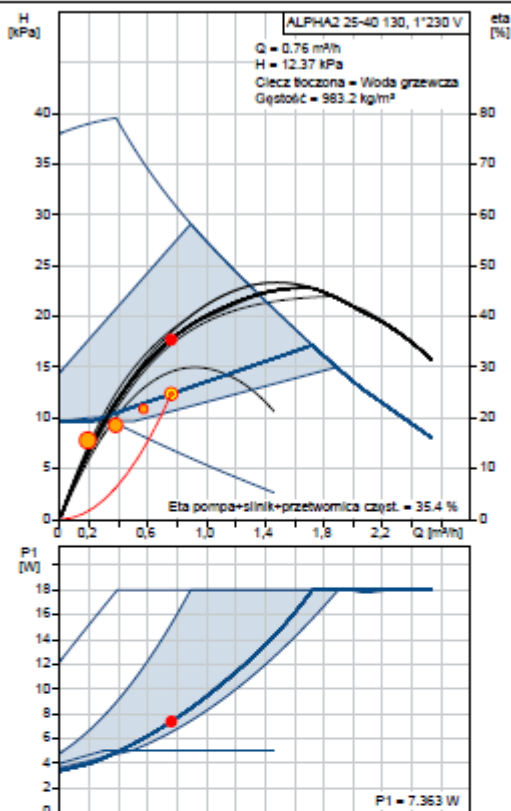 H
[kPa]
ALPHA2 25-40 130, 1*230 V
eta
[%]
Q = 0.76 m³/h
H = 12.37 kPa
Ciecz tłoczona = Woda grzewcza
Gęstość = 983.2 kg/m³
40
35
30
25
20
15
10
5
0
80
70
60
50
40
30
20
10
0
Eta pompa+silnik+przetwornica częst. = 35.4 %
0,2
0,6
1,0
1,4
1,8
2,2
Q [m³/h]
P1
[W]
18
16
14
12
10
8
6
4
2
0
P1 = 7.363 W